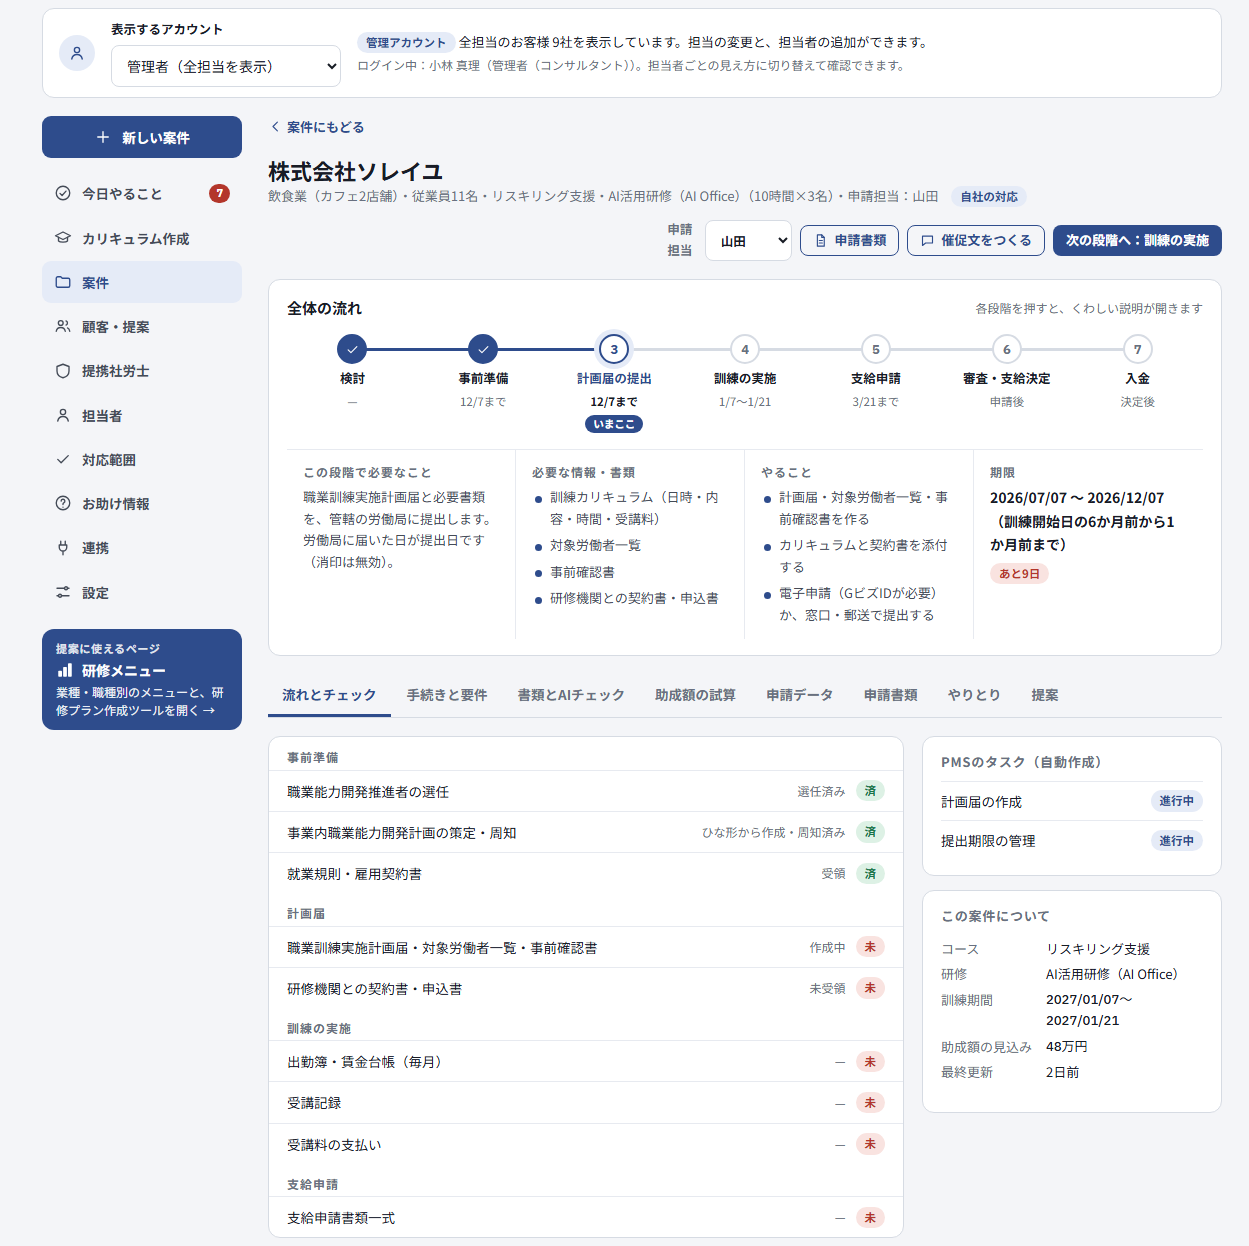 表示するアカウント
管理者（全担当を表示）
管理アカウント 全担当のお客様 9社を表示しています。担当の変更と、担当者の追加ができます。
ログイン中：小林 真理（管理者（コンサルタント））。担当者ごとの見え方に切り替えて確認できます。
新しい案件
今日やること 7
カリキュラム作成
案件
顧客・提案
提携社労士
担当者
対応範囲
お助け情報
連携
設定
提案に使えるページ
研修メニュー
業種・職種別のメニューと、研
修プラン作成ツールを開く →
案件にもどる
株式会社ソレイユ
飲食業（カフェ2店舗）・従業員11名・リスキリング支援・AI活用研修（AI Office）（10時間×3名）・申請担当：山田 自社の対応
申請
担当
山田
申請書類
催促文をつくる
次の段階へ：訓練の実施
全体の流れ
各段階を押すと、くわしい説明が開きます
検討
—
事前準備
12/7まで
3
計画届の提出
12/7まで
いまここ
4
訓練の実施
1/7〜1/21
5
支給申請
3/21まで
6
審査・支給決定
申請後
7
入金
決定後
この段階で必要なこと
職業訓練実施計画届と必要書類
を、管轄の労働局に提出します。
労働局に届いた日が提出日です
（消印は無効）。
必要な情報・書類
訓練カリキュラム（日時・内
容・時間・受講料）
対象労働者一覧
事前確認書
研修機関との契約書・申込書
やること
計画届・対象労働者一覧・事
前確認書を作る
カリキュラムと契約書を添付
する
電子申請（GビズIDが必要）
か、窓口・郵送で提出する
期限
2026/07/07 〜 2026/12/07
（訓練開始日の6か月前から1
か月前まで）
あと9日
流れとチェック
手続きと要件
書類とAIチェック
助成額の試算
申請データ
申請書類
やりとり
提案
事前準備
職業能力開発推進者の選任 選任済み 済
事業内職業能力開発計画の策定・周知 ひな形から作成・周知済み 済
就業規則・雇用契約書 受領 済
計画届
職業訓練実施計画届・対象労働者一覧・事前確認書 作成中 未
研修機関との契約書・申込書 未受領 未
訓練の実施
出勤簿・賃金台帳（毎月） — 未
受講記録 — 未
受講料の支払い — 未
支給申請
支給申請書類一式 — 未
PMSのタスク（自動作成）
計画届の作成 進行中
提出期限の管理 進行中
この案件について
コース リスキリング支援
研修 AI活用研修（AI Office）
訓練期間 2027/01/07〜
2027/01/21
助成額の見込み 48万円
最終更新 2日前